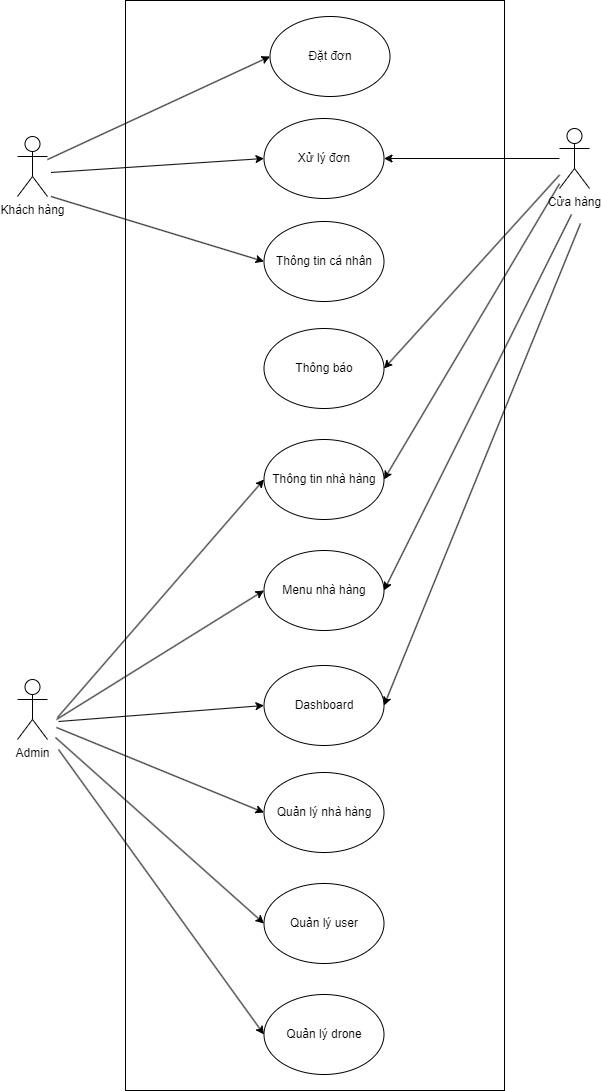 Đặt đơn
Xử lý đơn
Khách hàng
Cửa hàng
Thông tin cá nhân
Thông báo
Thông tin nhà hàng
Menu nhà hàng
Dashboard
Admin
Quản lý nhà hàng
Quản lý user
Quản lý drone